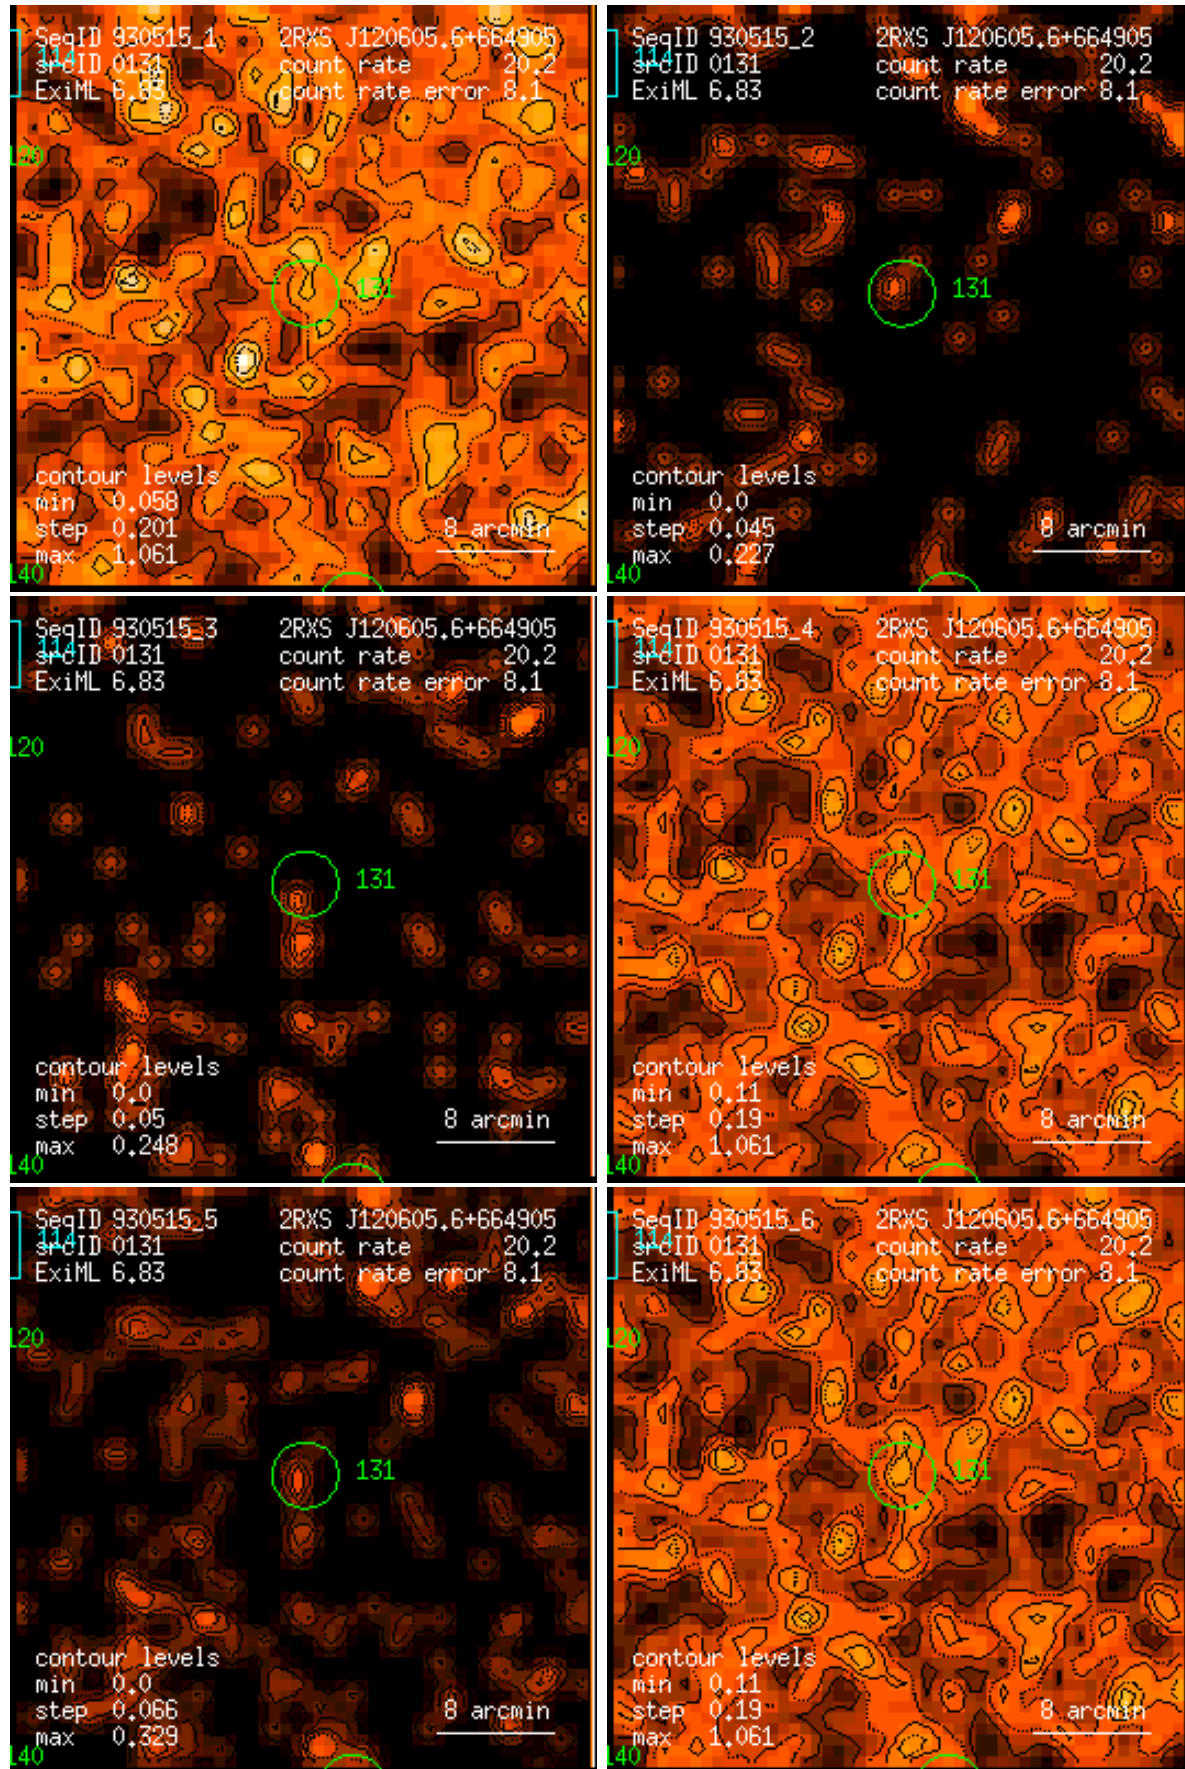 SeqID 930515_1 2RXS J120605.6+664905
114
srcID 0131 count rate 20.2
ExiML 6.83 count rate error 8.1
120
131
contour levels
min 0.058
step 0.201 8 arcmin
max 1.061
140
SeqID 930515_2 2RXS J120605.6+664905
114
srcID 0131 count rate 20.2
ExiML 6.83 count rate error 8.1
120
131
contour levels
min 0.0
step 0.045 8 arcmin
max 0.227
140
SeqID 930515_3 2RXS J120605.6+664905
114
srcID 0131 count rate 20.2
ExiML 6.83 count rate error 8.1
120
131
contour levels
min 0.0
step 0.05 8 arcmin
max 0.248
140
SeqID 930515_4 2RXS J120605.6+664905
114
srcID 0131 count rate 20.2
ExiML 6.83 count rate error 8.1
120
131
contour levels
min 0.11
step 0.19 8 arcmin
max 1.061
140
SeqID 930515_5 2RXS J120605.6+664905
114
srcID 0131 count rate 20.2
ExiML 6.83 count rate error 8.1
120
131
contour levels
min 0.0
step 0.066 8 arcmin
max 0.329
140
SeqID 930515_6 2RXS J120605.6+664905
114
srcID 0131 count rate 20.2
ExiML 6.83 count rate error 8.1
120
131
contour levels
min 0.11
step 0.19 8 arcmin
max 1.061
140